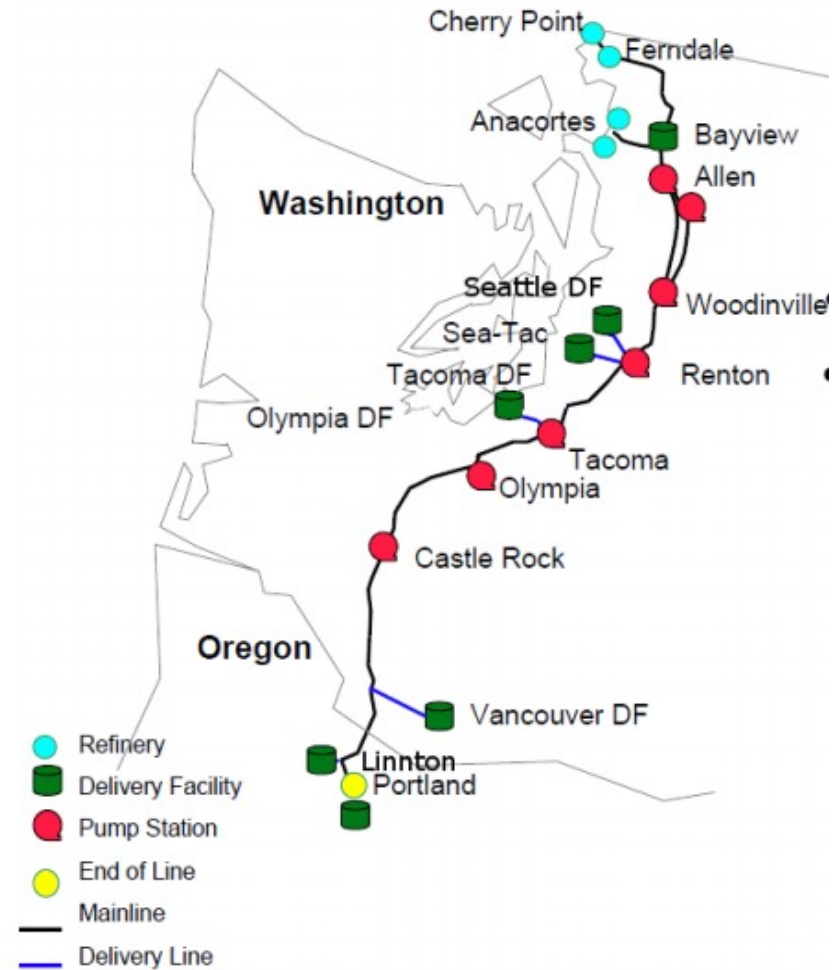 Cherry Point
Ferndale
Anacortes
Bayview
Allen
Washington
Seattle DF
Woodinville
Sea-Tac
Tacoma DF
Renton
Olympia DF
Tacoma
Olympia
Castle Rock
Oregon
Vancouver DF
Refinery
Linnton
Delivery Facility
Portland
Pump Station
End of Line
Mainline
Delivery Line